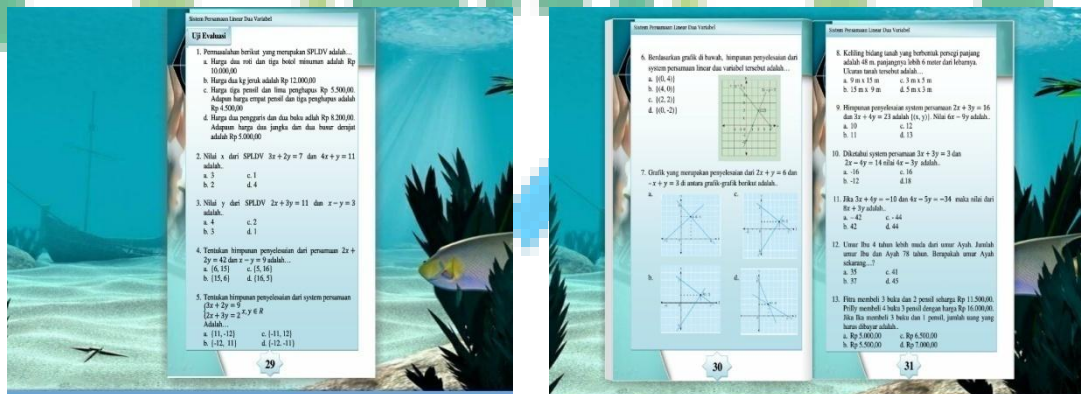 Sistem Persamaan Linear Dua Variabel
Uji Evaluasi
1. Permasalahan berikut yang merupakan SPLDV adalah…
a. Harga dua roti dan tiga botol minuman adalah Rp
10.000,00
b. Harga dua kg jeruk adalah Rp 12.000,00
c. Harga tiga pensil dan lima penghapus Rp 5.500,00.
Adapun harga empat pensil dan tiga penghapus adalah
Rp 4.500,00
d. Harga dua penggaris dan dua buku adlah Rp 8.200,00.
Adapaun harga dua jangka dan dua busur derajat
adalah Rp 5.000,00
2. Nilai x dari SPLDV 3x + 2y = 7 dan 4x + y = 11
adalah.
a. 3 c. 1
b. 2 d. 4
3. Nilai y dari SPLDV 2x + 3y = 11 dan x − y = 3
adalah.
a. 4 c. 2
b. 3 d. 1
4. Tentukan himpunan penyelesaian dari persamaan 2x +
2y = 42 dan x − y = 9 adalah…
a. {6, 15} c. {5, 16}
b. {15, 6} d. {16, 5}
5. Tentukan himpunan penyelesaian dari system persamaan
{3x + 2y = 9
{2x + 3y = 2 x,y ∈ R
Adalah…
a. {11, -12} c. {-11, 12}
b. {-12, 11} d. {-12, -11}
29
Sistem Persamaan Linear Dua Variabel
6. Berdasarkan grafik di bawah, himpunan penyelesaian dari
system persamaan linear dua variabel tersebut adalah…
a. {(0, 4)}
b. {(4, 0)}
c. {(2, 2)}
d. {(0, -2)}
7. Grafik yang merupakan penyelesaian dari 2x + y = 6 dan
−x + y = 3 di antara grafik-grafik berikut adalah.
a. c.
b. d.
30
Sistem Persamaan Linear Dua Variabel
8. Keliling bidang tanah yang berbentuk persegi panjang
adalah 48 m. panjangnya lebih 6 meter dari lebarnya.
Ukuran tanah tersebut adalah…
a. 9 m x 15 m c. 3 m x 5 m
b. 15 m x 9 m d. 5 m x 3 m
9. Himpunan penyelesaian system persamaan 2x + 3y = 16
dan 3x + 4y = 23 adalah {(x, y)}. Nilai 6x − 9y adalah.
a. 10 c. 12
b. 11 d. 13
10. Diketahui system persamaan 3x + 3y = 3 dan
2x − 4y = 14 nilai 4x − 3y adalah.
a. -16 c. 16
b. -12 d.18
11. Jika 3x + 4y = −10 dan 4x − 5y = −34 maka nilai dari
8x + 3y adalah.
a. - 42 c. - 44
b. 42 d. 44
12. Umur Ibu 4 tahun lebih muda dari umur Ayah. Jumlah
umur Ibu dan Ayah 78 tahun. Berapakah umur Ayah
sekarang…?
a. 35 c. 41
b. 37 d. 45
13. Fitra membeli 3 buka dan 2 pensil seharga Rp 11.500,00.
Prilly membeli 4 buku 3 pensil dengan harga Rp 16.000,00.
Jika Ika membeli 3 buku dan 1 pensil, jumlah uang yang
harus dibayar adalah.
a. Rp 5.000,00 c. Rp 6.500,00
b. Rp 5.500,00 d. Rp 7.000,00
31